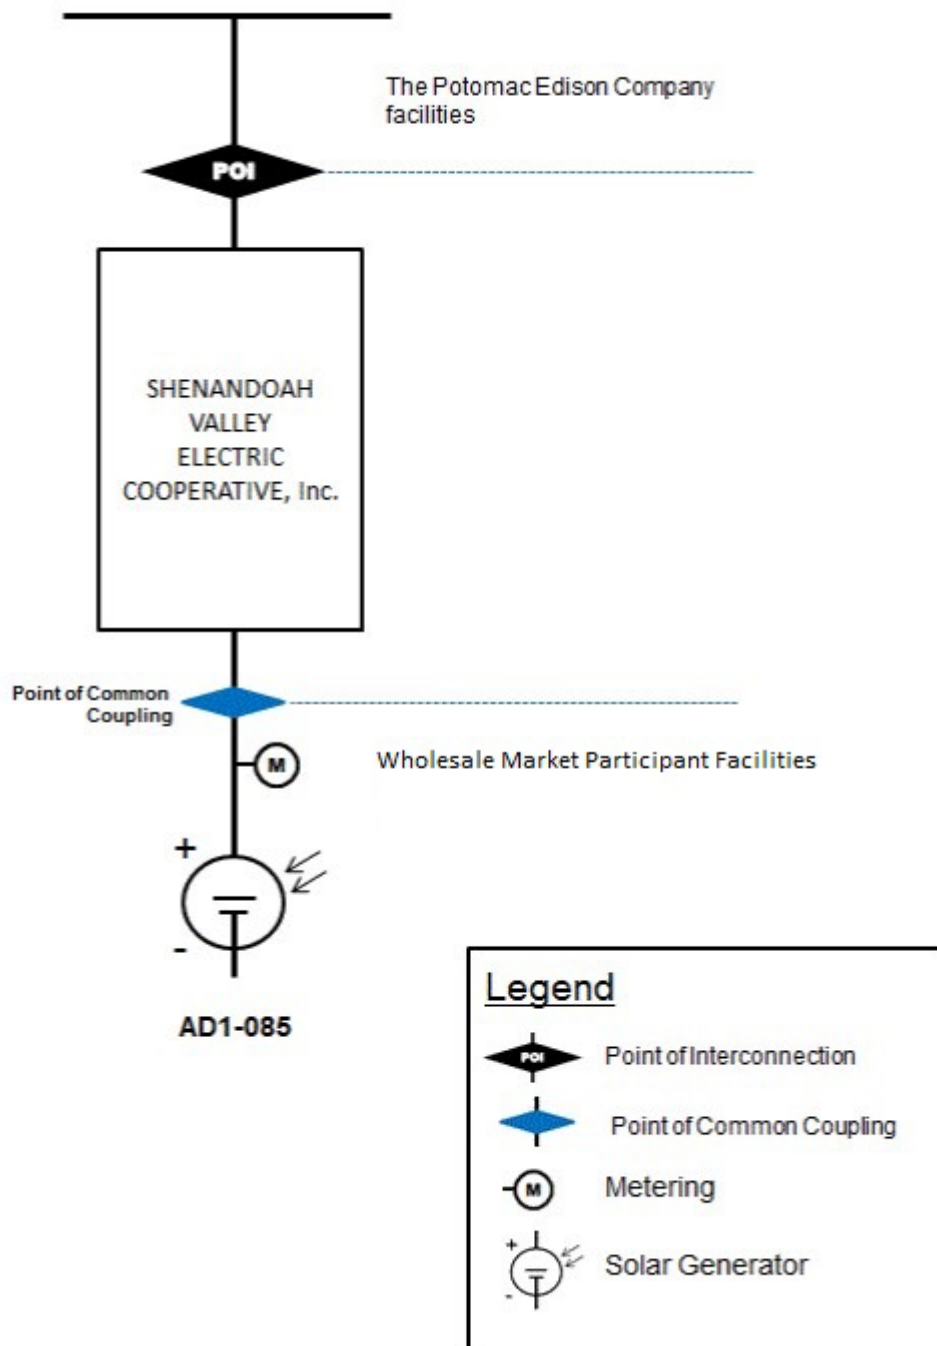 The Potomac Edison Company
facilities
POI
SHENANDOAH
VALLEY
ELECTRIC
COOPERATIVE, Inc.
Point of Common
Coupling
M
Wholesale Market Participant Facilities
+
-
AD1-085
Legend
POI Point of Interconnection
Point of Common Coupling
M Metering
+
Solar Generator
-